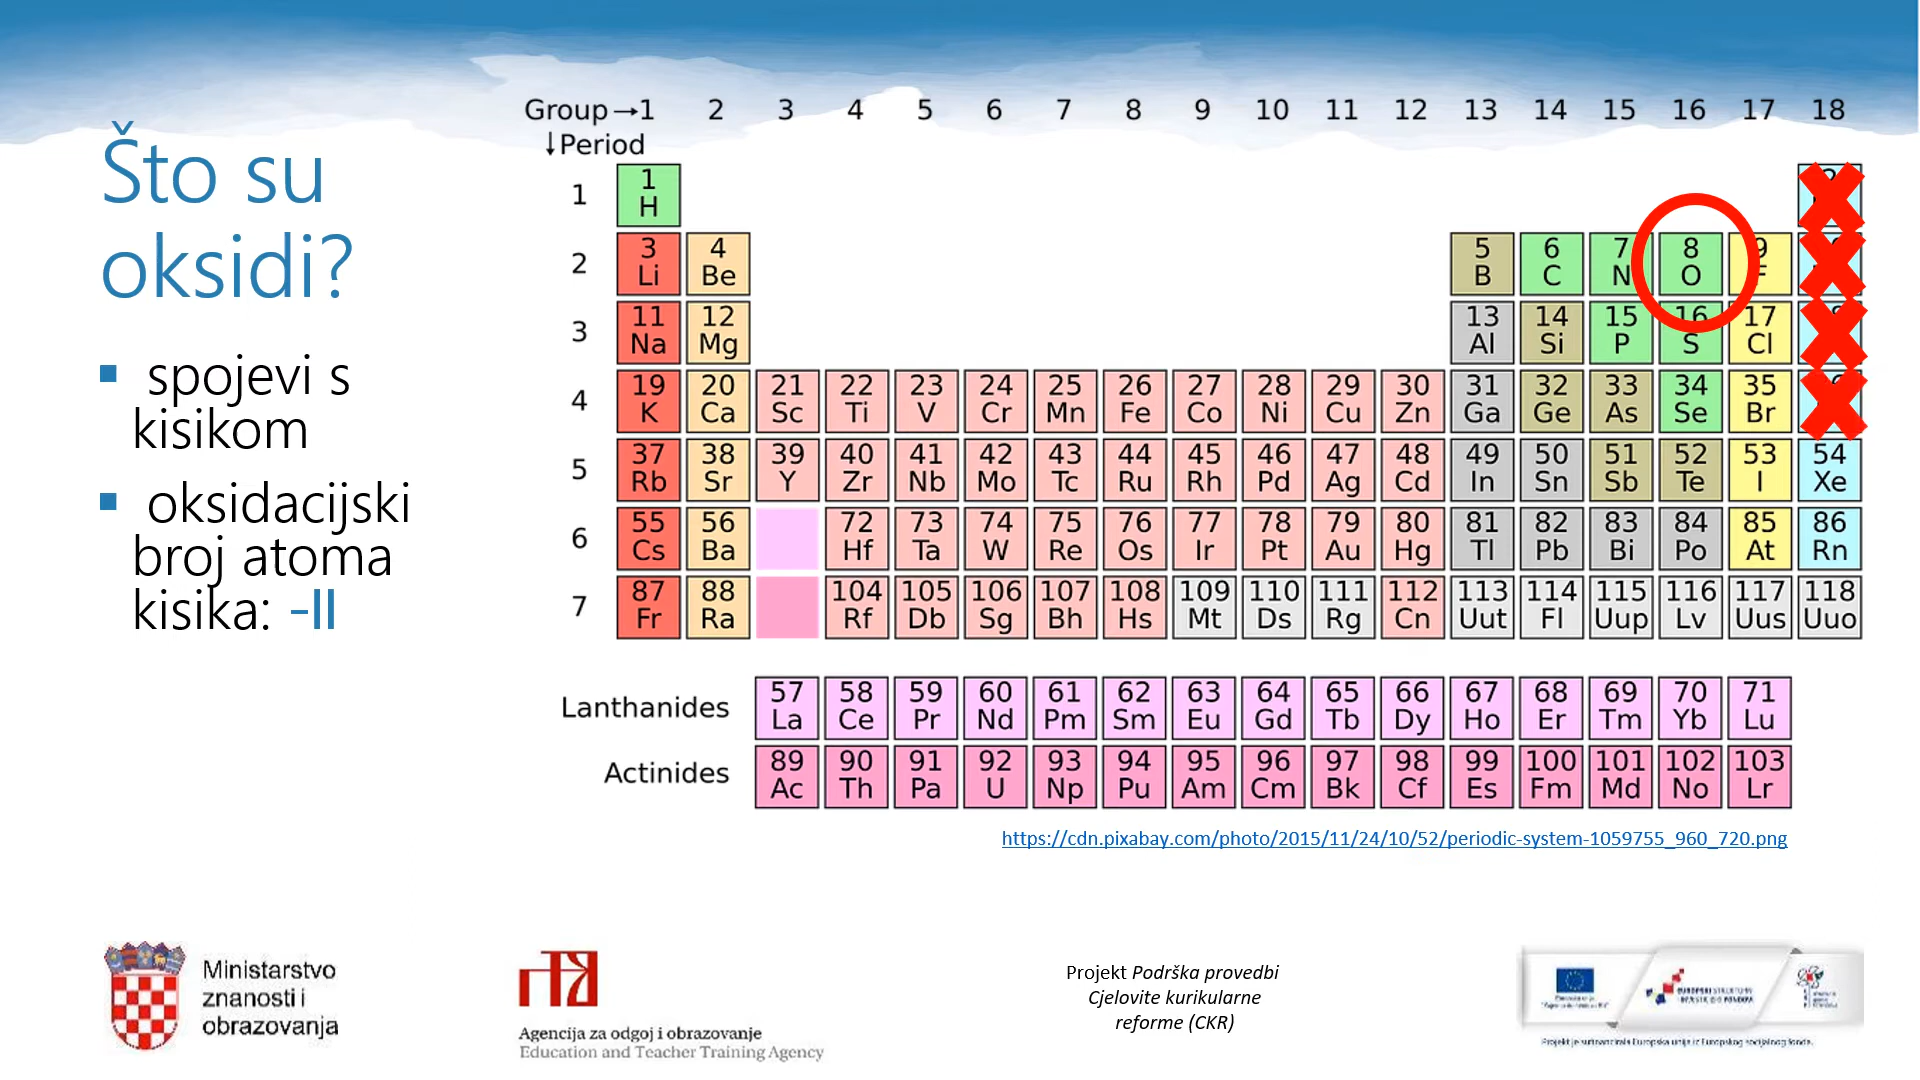 Što su
oksidi?
▪ spojevi s
kisikom
▪ oksidacijski
broj atoma
kisika: -II
Group→1 2 3 4 5 6 7 8 9 10 11 12 13 14 15 16 17 18
↓Period
1
1
H
2
3 4 5 6 7 8 9
Li Be B C N O F
3
11 12 13 14 15 16 17
Na Mg Al Si P S Cl
4
19 20 21 22 23 24 25 26 27 28 29 30 31 32 33 34 35
K Ca Sc Ti V Cr Mn Fe Co Ni Cu Zn Ga Ge As Se Br
5
37 38 39 40 41 42 43 44 45 46 47 48 49 50 51 52 53 54
Rb Sr Y Zr Nb Mo Tc Ru Rh Pd Ag Cd In Sn Sb Te I Xe
6
55 56 72 73 74 75 76 77 78 79 80 81 82 83 84 85 86
Cs Ba Hf Ta W Re Os Ir Pt Au Hg Tl Pb Bi Po At Rn
7
87 88 104 105 106 107 108 109 110 111 112 113 114 115 116 117 118
Fr Ra Rf Db Sg Bh Hs Mt Ds Rg Cn Uut Fl Uup Lv Uus Uuo
Lanthanides
57 58 59 60 61 62 63 64 65 66 67 68 69 70 71
La Ce Pr Nd Pm Sm Eu Gd Tb Dy Ho Er Tm Yb Lu
Actinides
89 90 91 92 93 94 95 96 97 98 99 100 101 102 103
Ac Th Pa U Np Pu Am Cm Bk Cf Es Fm Md No Lr
https://cdn.pixabay.com/photo/2015/11/24/10/52/periodic-system-1059755_960_720.png
Ministarstvo
znanosti i
obrazovanja
Agencija za odgoj i obrazovanje
Education and Teacher Training Agency
Projekt Podrška provedbi
Cjelovite kurikularne
reforme (CKR)
Projekt je sufinancirala Europska unija iz Europskog socijalnog fonda.